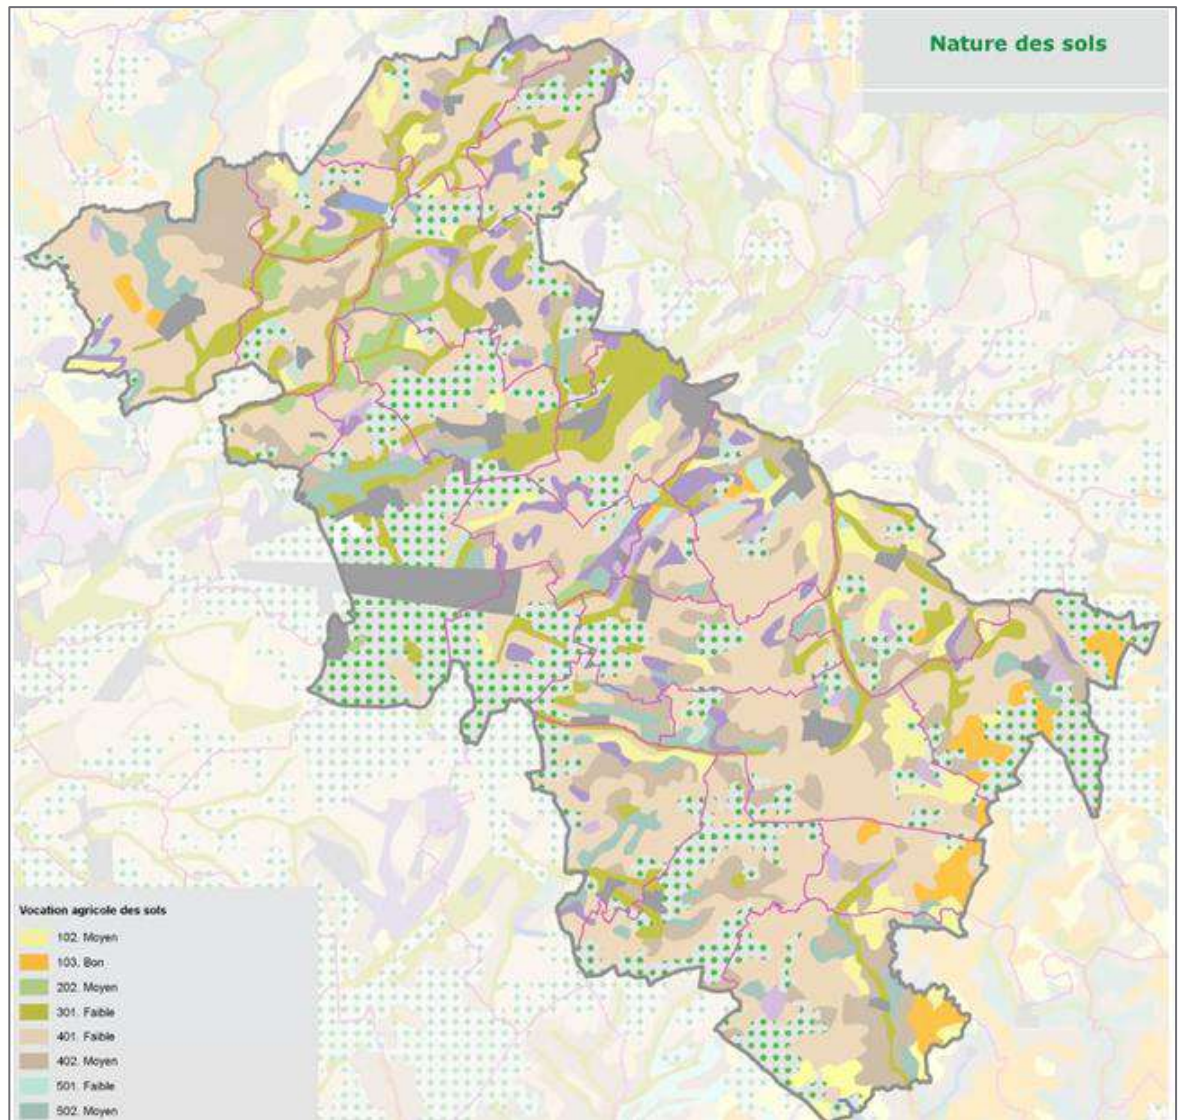 Nature des sols
Vocation agricole des sols
102. Moyen
103. Bon
202. Moyen
301. Faible
401. Faible
402. Moyen
501. Faible
502. Moyen